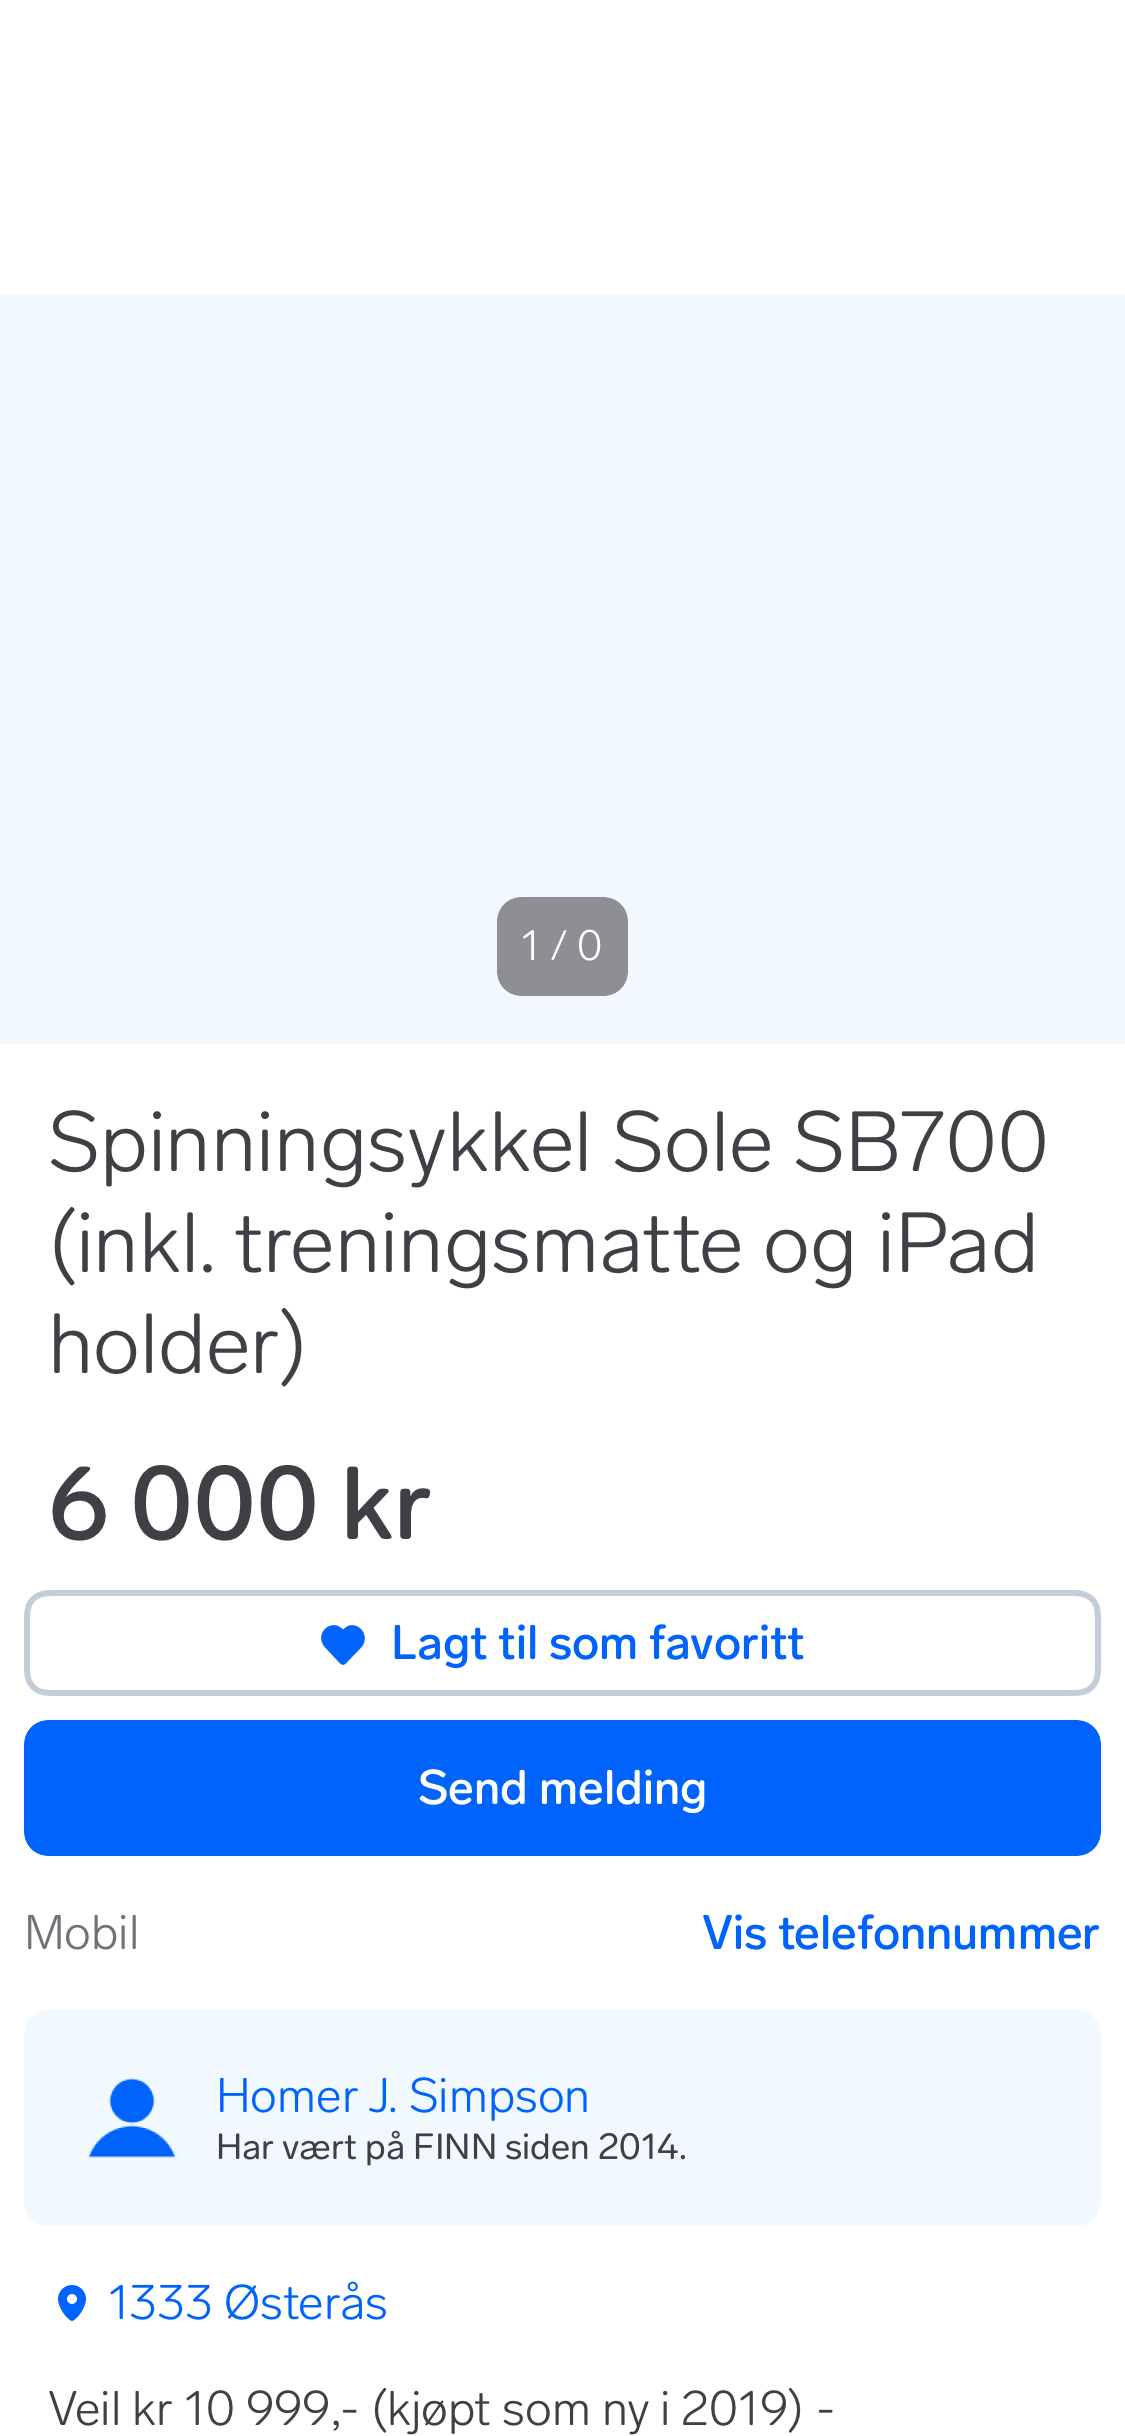 1 / 0
Spinningsykkel Sole SB700
(inkl. treningsmatte og iPad
holder)
6 000 kr
Lagt til som favoritt
Send melding
Mobil
Vis telefonnummer
Homer J. Simpson
Har vært på FINN siden 2014.
1333 Østerås
Veil kr 10 999,- (kjøpt som ny i 2019) -